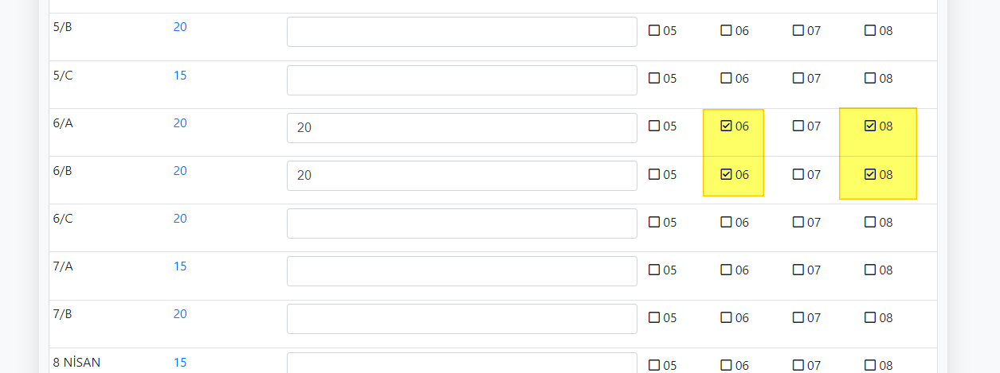 5/B 20 05 06 07 08
5/C 15 05 06 07 08
6/A 20 20 05 06 07 08
6/B 20 20 05 06 07 08
6/C 20 05 06 07 08
7/A 15 05 06 07 08
7/B 20 05 06 07 08
8 NİSAN 15 05 06 07 08